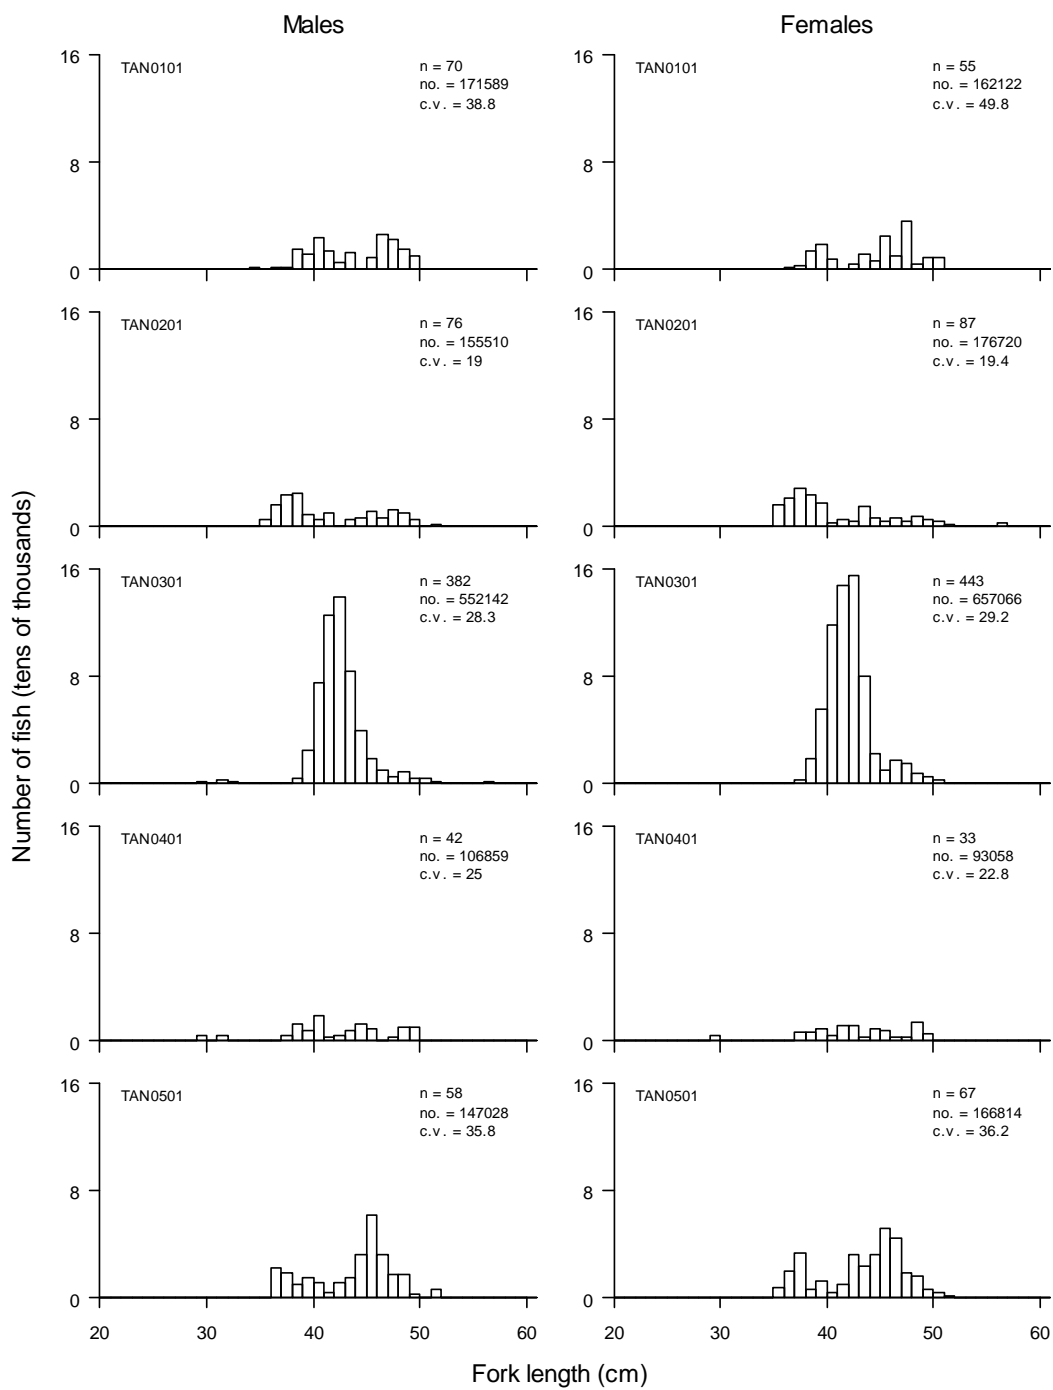 Males
Females
16
TAN0101
n = 70
no. = 171589
c.v. = 38.8
8
0
TAN0101
n = 55
no. = 162122
c.v. = 49.8
16
8
0
16
TAN0201
n = 76
no. = 155510
c.v. = 19
8
0
16
TAN0201
n = 87
no. = 176720
c.v. = 19.4
8
0
16
TAN0301
n = 382
no. = 552142
c.v. = 28.3
8
0
16
TAN0301
n = 443
no. = 657066
c.v. = 29.2
8
0
16
TAN0401
n = 42
no. = 106859
c.v. = 25
8
0
16
TAN0401
n = 33
no. = 93058
c.v. = 22.8
8
0
16
TAN0501
n = 58
no. = 147028
c.v. = 35.8
8
0
20 30 40 50 60
16
TAN0501
n = 67
no. = 166814
c.v. = 36.2
8
0
20 30 40 50 60
Number of fish (tens of thousands)
Fork length (cm)